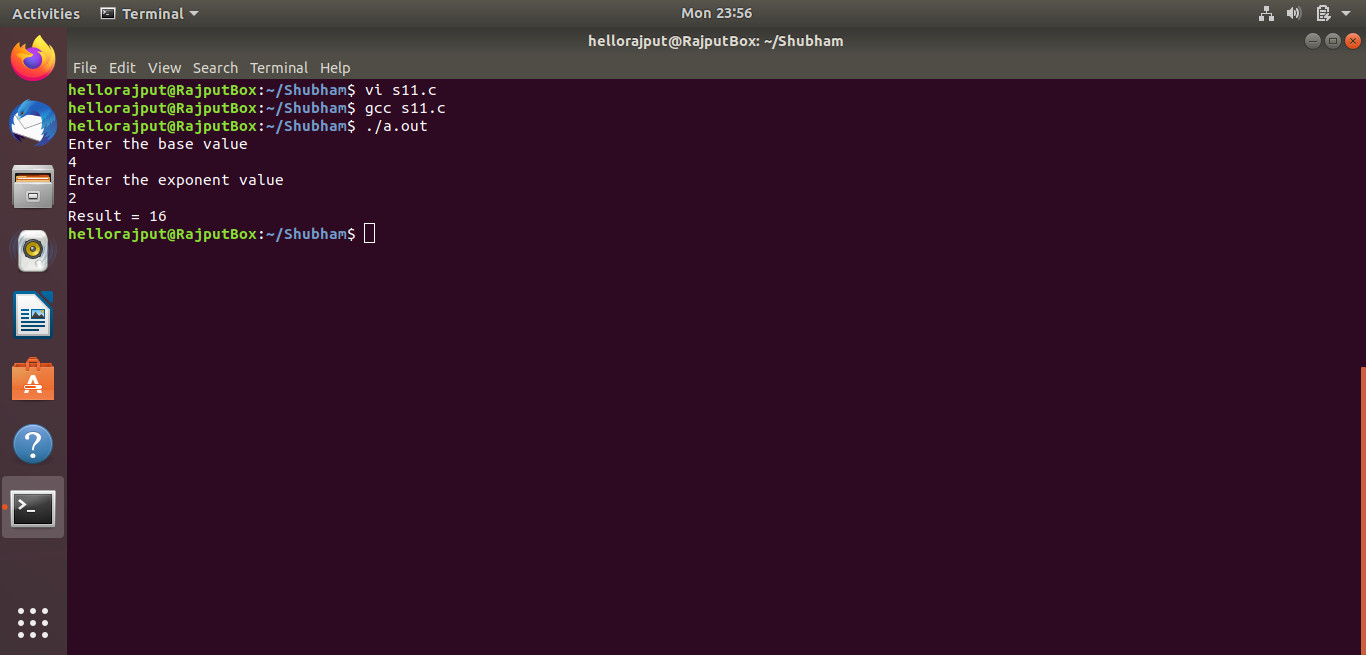 Activities Terminal Mon 23:56
hellorajput@RajputBox: ~/Shubham
File Edit View Search Terminal Help
hellorajput@RajputBox:~/Shubham$ vi s11.c
hellorajput@RajputBox:~/Shubham$ gcc s11.c
hellorajput@RajputBox:~/Shubham$ ./a.out
Enter the base value
4
Enter the exponent value
2
Result = 16
hellorajput@RajputBox:~/Shubham$